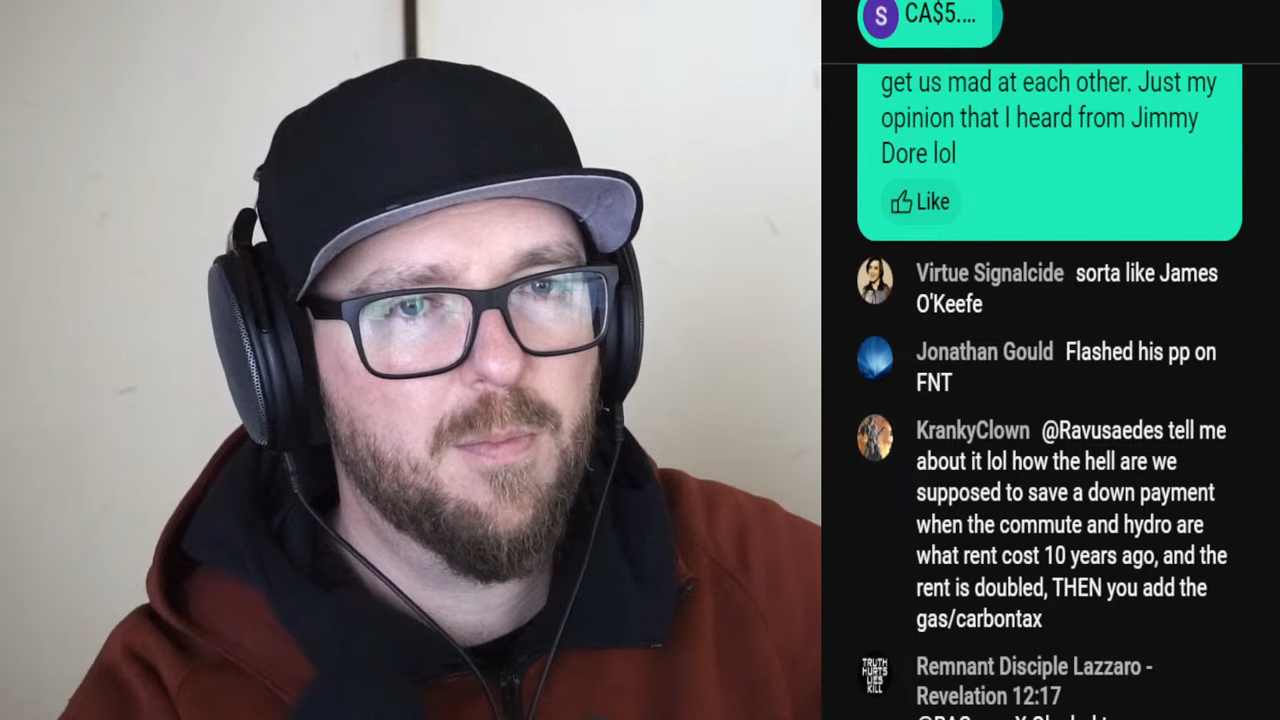 S CA$5....
get us mad at each other. Just my
opinion that I heard from Jimmy
Dore lol
Like
Virtue Signalcide sorta like James
O'Keefe
Jonathan Gould Flashed his pp on
FNT
KrankyClown @Ravusaedes tell me
about it lol how the hell are we
supposed to save a down payment
when the commute and hydro are
what rent cost 10 years ago, and the
rent is doubled, THEN you add the
gas/carbontax
TRUTH
HURTS
LIES
KILL
Remnant Disciple Lazzaro -
Revelation 12:17